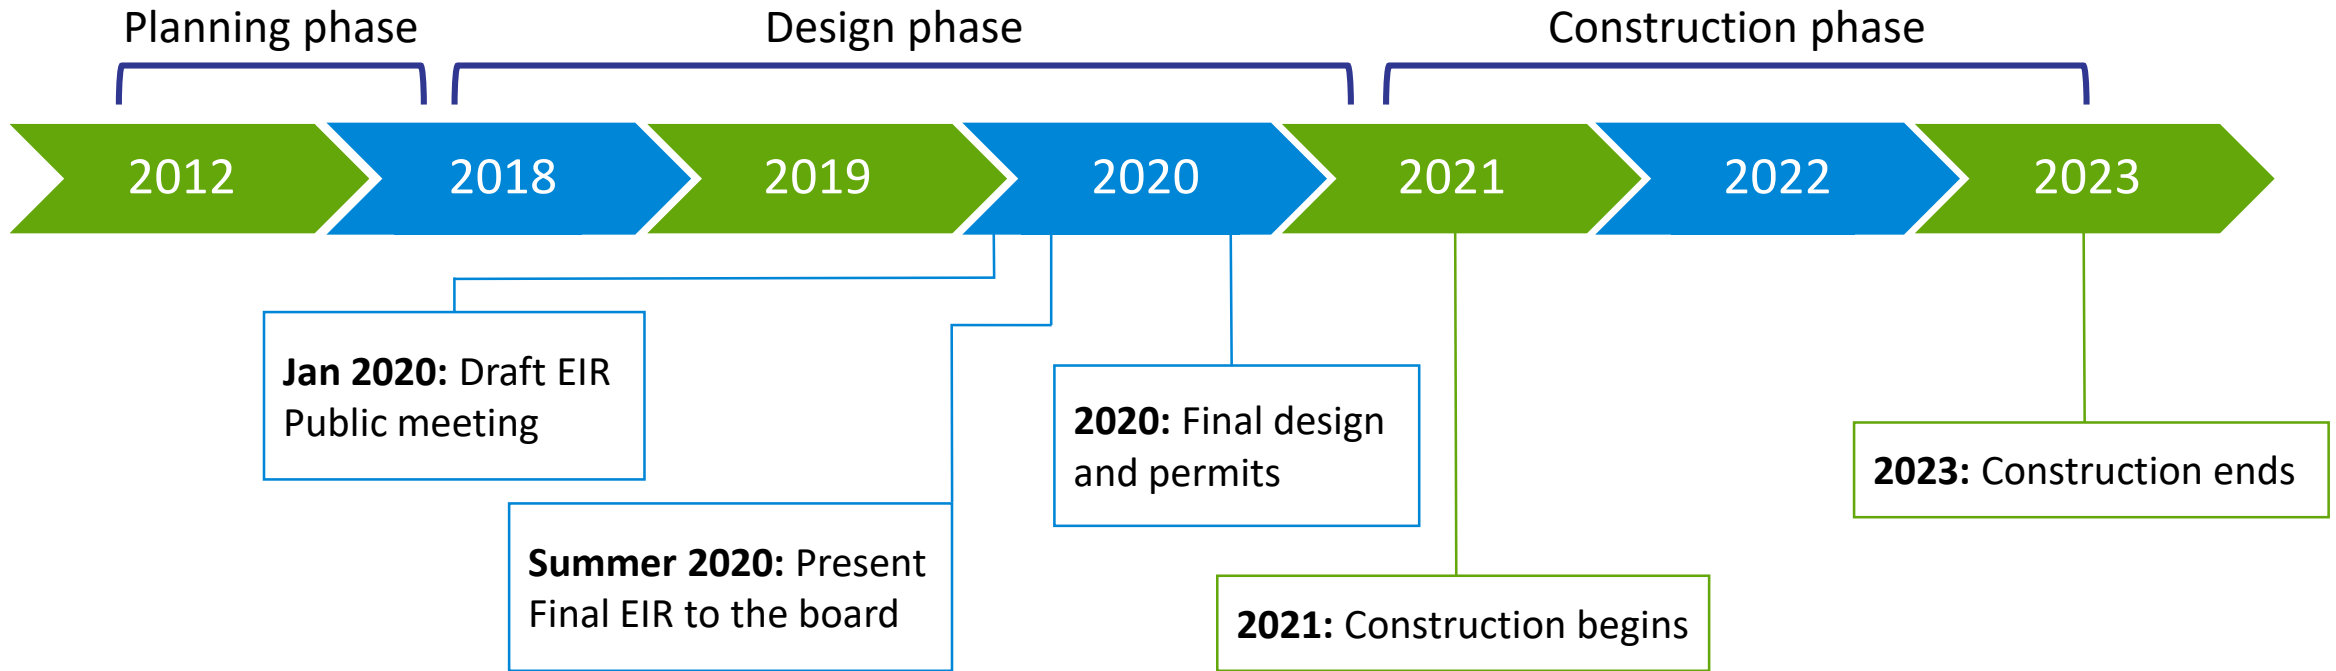 Planning phase
Design phase
Construction phase
2012
2018
2019
2020
2021
2022
2023
Jan 2020: Draft EIR
Public meeting
Summer 2020: Present
Final EIR to the board
2020: Final design
and permits
2021: Construction begins
2023: Construction ends